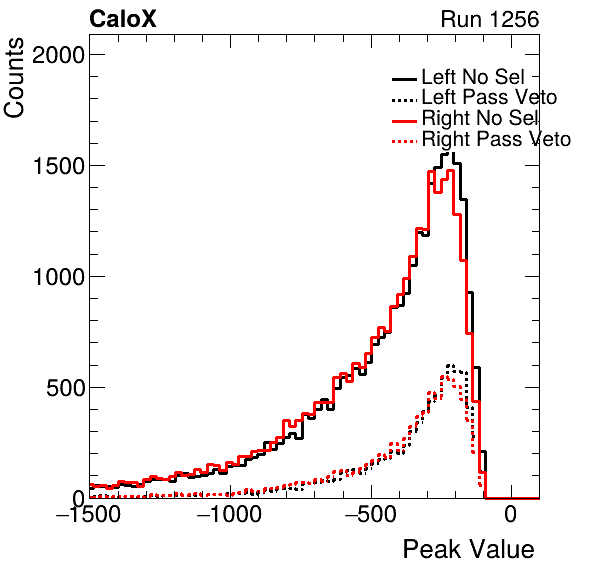 CaloX Run 1256
Counts
2000
1500
1000
500
0
Left No Sel
Left Pass Veto
Right No Sel
Right Pass Veto
−1500 −1000 −500 0
Peak Value